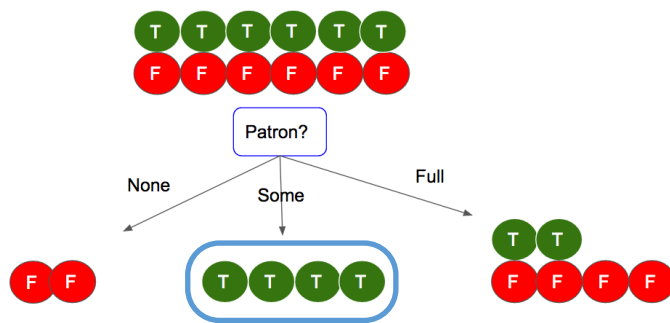 T T T T T T
F F F F F F
Patron?
None
Some
Full
T T
F F
T T T T
F F F F